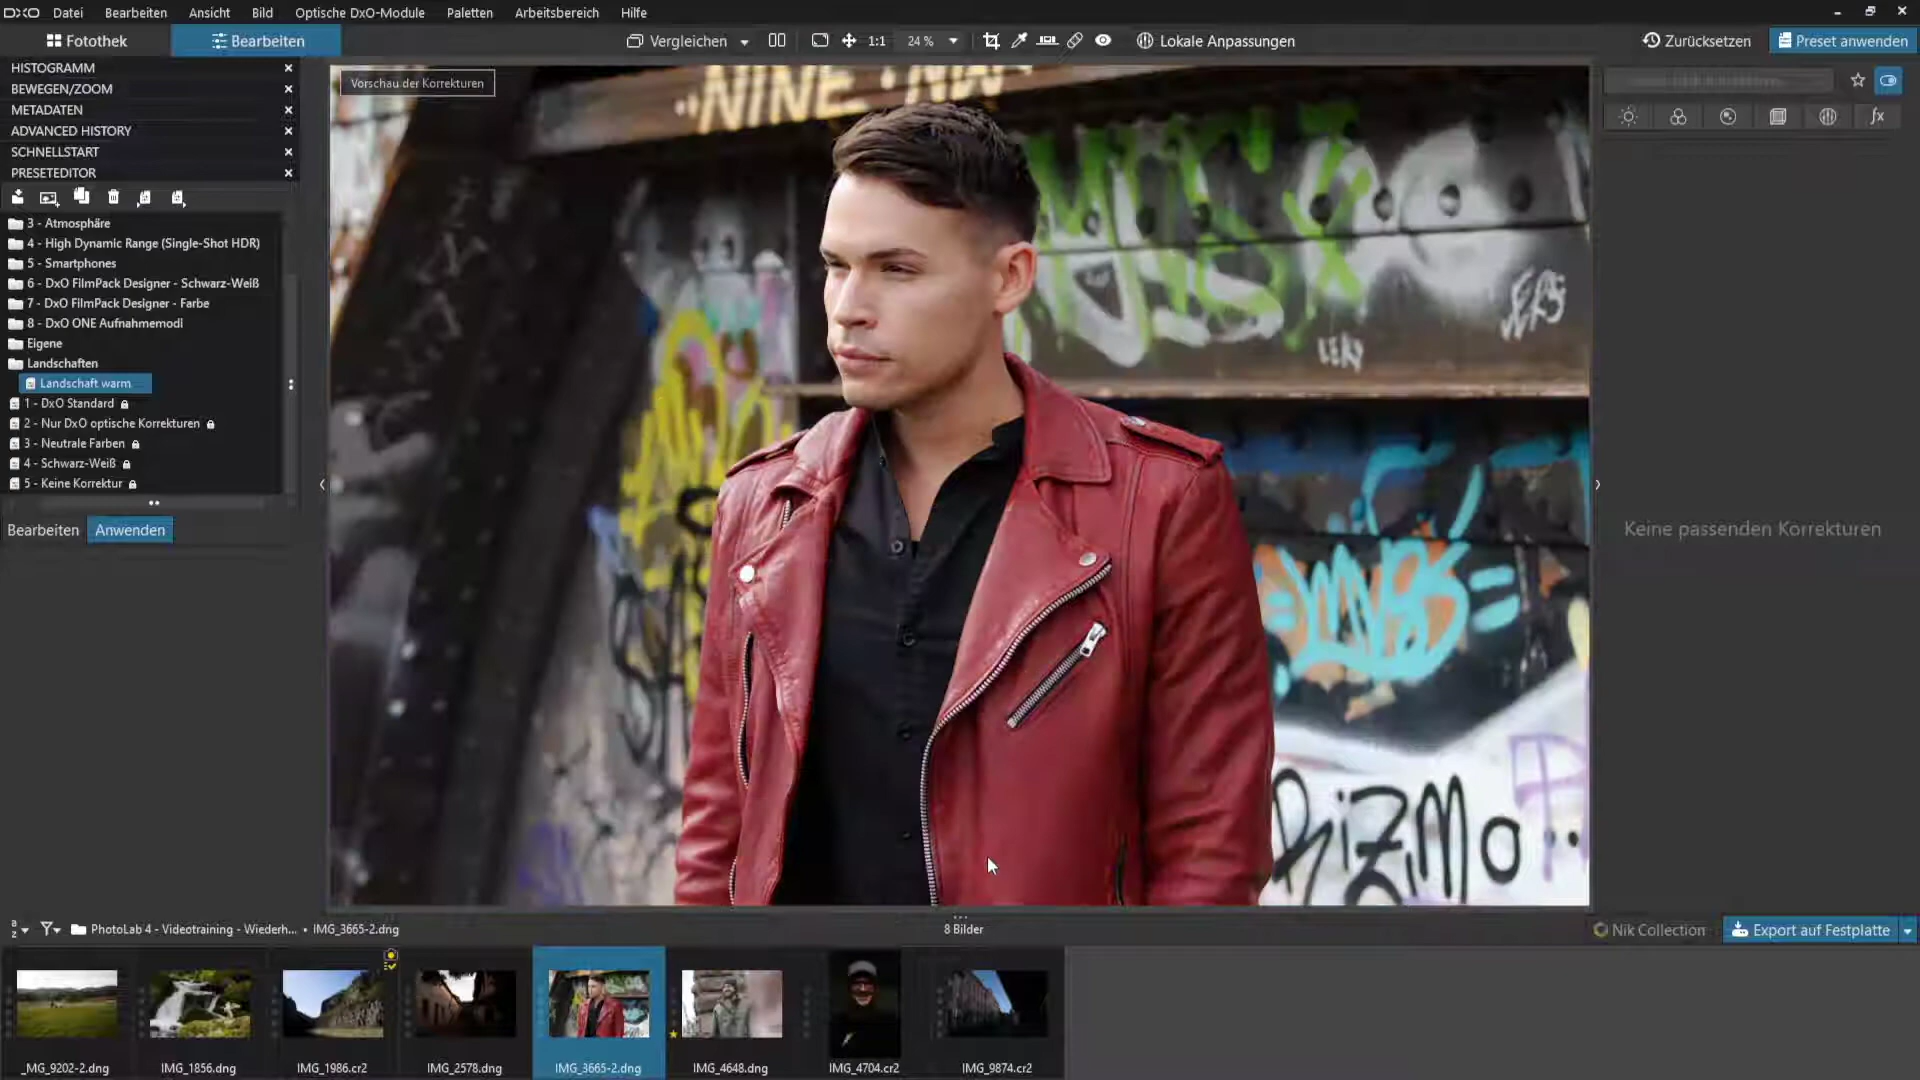 DxO Datei Bearbeiten Ansicht Bild Optische DxO-Module Paletten Arbeitsbereich Hilfe
Fotothek Bearbeiten Vergleichen 1:1 24 % Lokale Anpassungen Zurücksetzen Preset anwenden
HISTOGRAMM
BEWEGEN/ZOOM
METADATEN
ADVANCED HISTORY
SCHNELLSTART
PRESETEDITOR
3 - Atmosphäre
4 - High Dynamic Range (Single-Shot HDR)
5 - Smartphones
6 - DxO FilmPack Designer - Schwarz-Weiß
7 - DxO FilmPack Designer - Farbe
8 - DxO ONE Aufnahmemodi
Eigene
Landschaften
Landschaft warm
1 - DxO Standard
2 - Nur DxO optische Korrekturen
3 - Neutrale Farben
4 - Schwarz-Weiß
5 - Keine Korrektur
Bearbeiten Anwenden
Vorschau der Korrekturen
NINE
LERY
RiZMo
fx
Keine passenden Korrekturen
PhotoLab 4 - Videotraining - Wiederh... • IMG_3665-2.dng
8 Bilder
Nik Collection
Export auf Festplatte
_MG_9202-2.dng IMG_1856.dng IMG_1986.cr2 IMG_2578.dng IMG_3665-2.dng IMG_4648.dng IMG_4704.cr2 IMG_9874.cr2